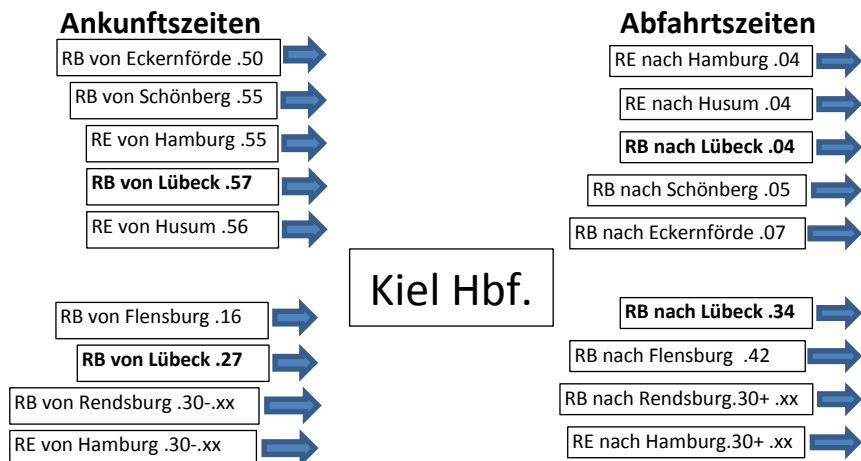 Ankunftszeiten
RB von Eckernförde .50
RB von Schönberg .55
RE von Hamburg .55
RB von Lübeck .57
RE von Husum .56
RB von Flensburg .16
RB von Lübeck .27
RB von Rendsburg .30-.xx
RE von Hamburg .30-.xx
Kiel Hbf.
Abfahrtszeiten
RE nach Hamburg .04
RE nach Husum .04
RB nach Lübeck .04
RB nach Schönberg .05
RB nach Eckernförde .07
RB nach Lübeck .34
RB nach Flensburg .42
RB nach Rendsburg.30+ .xx
RE nach Hamburg.30+ .xx